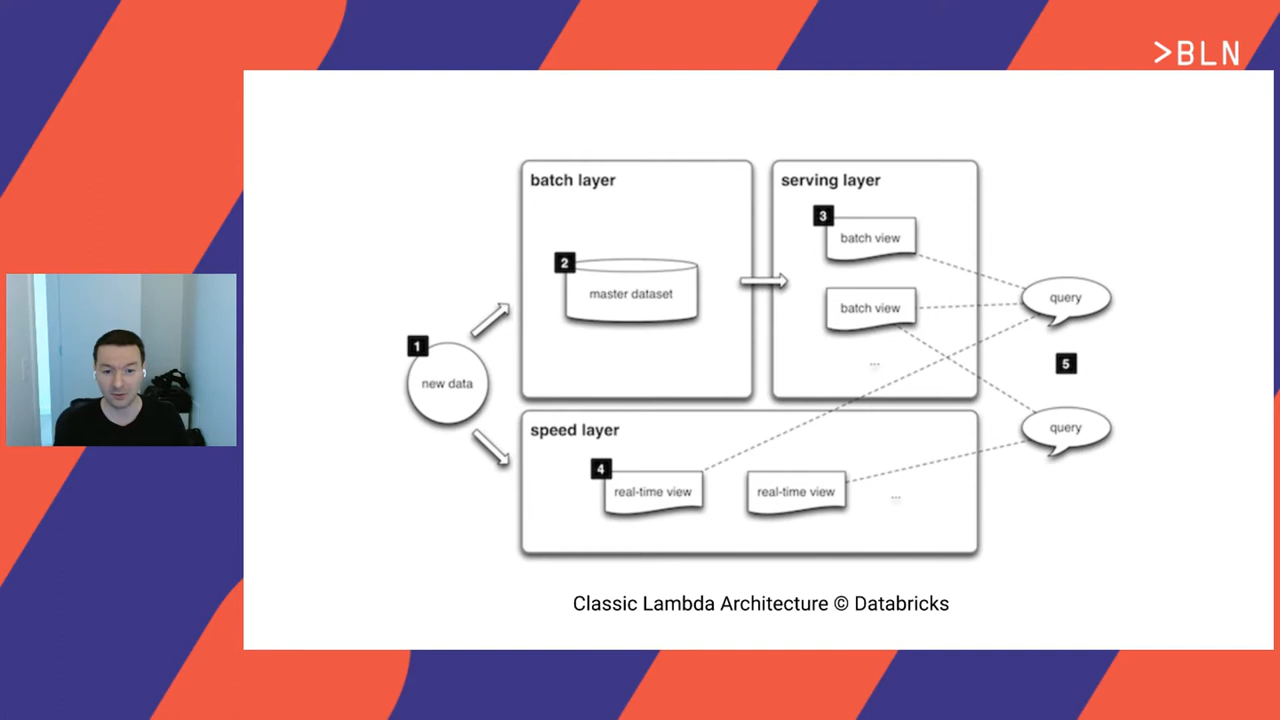 >BLN
batch layer
2
master dataset
serving layer
3
batch view
batch view
...
1
new data
query
5
query
speed layer
4
real-time view
real-time view
...
Classic Lambda Architecture © Databricks